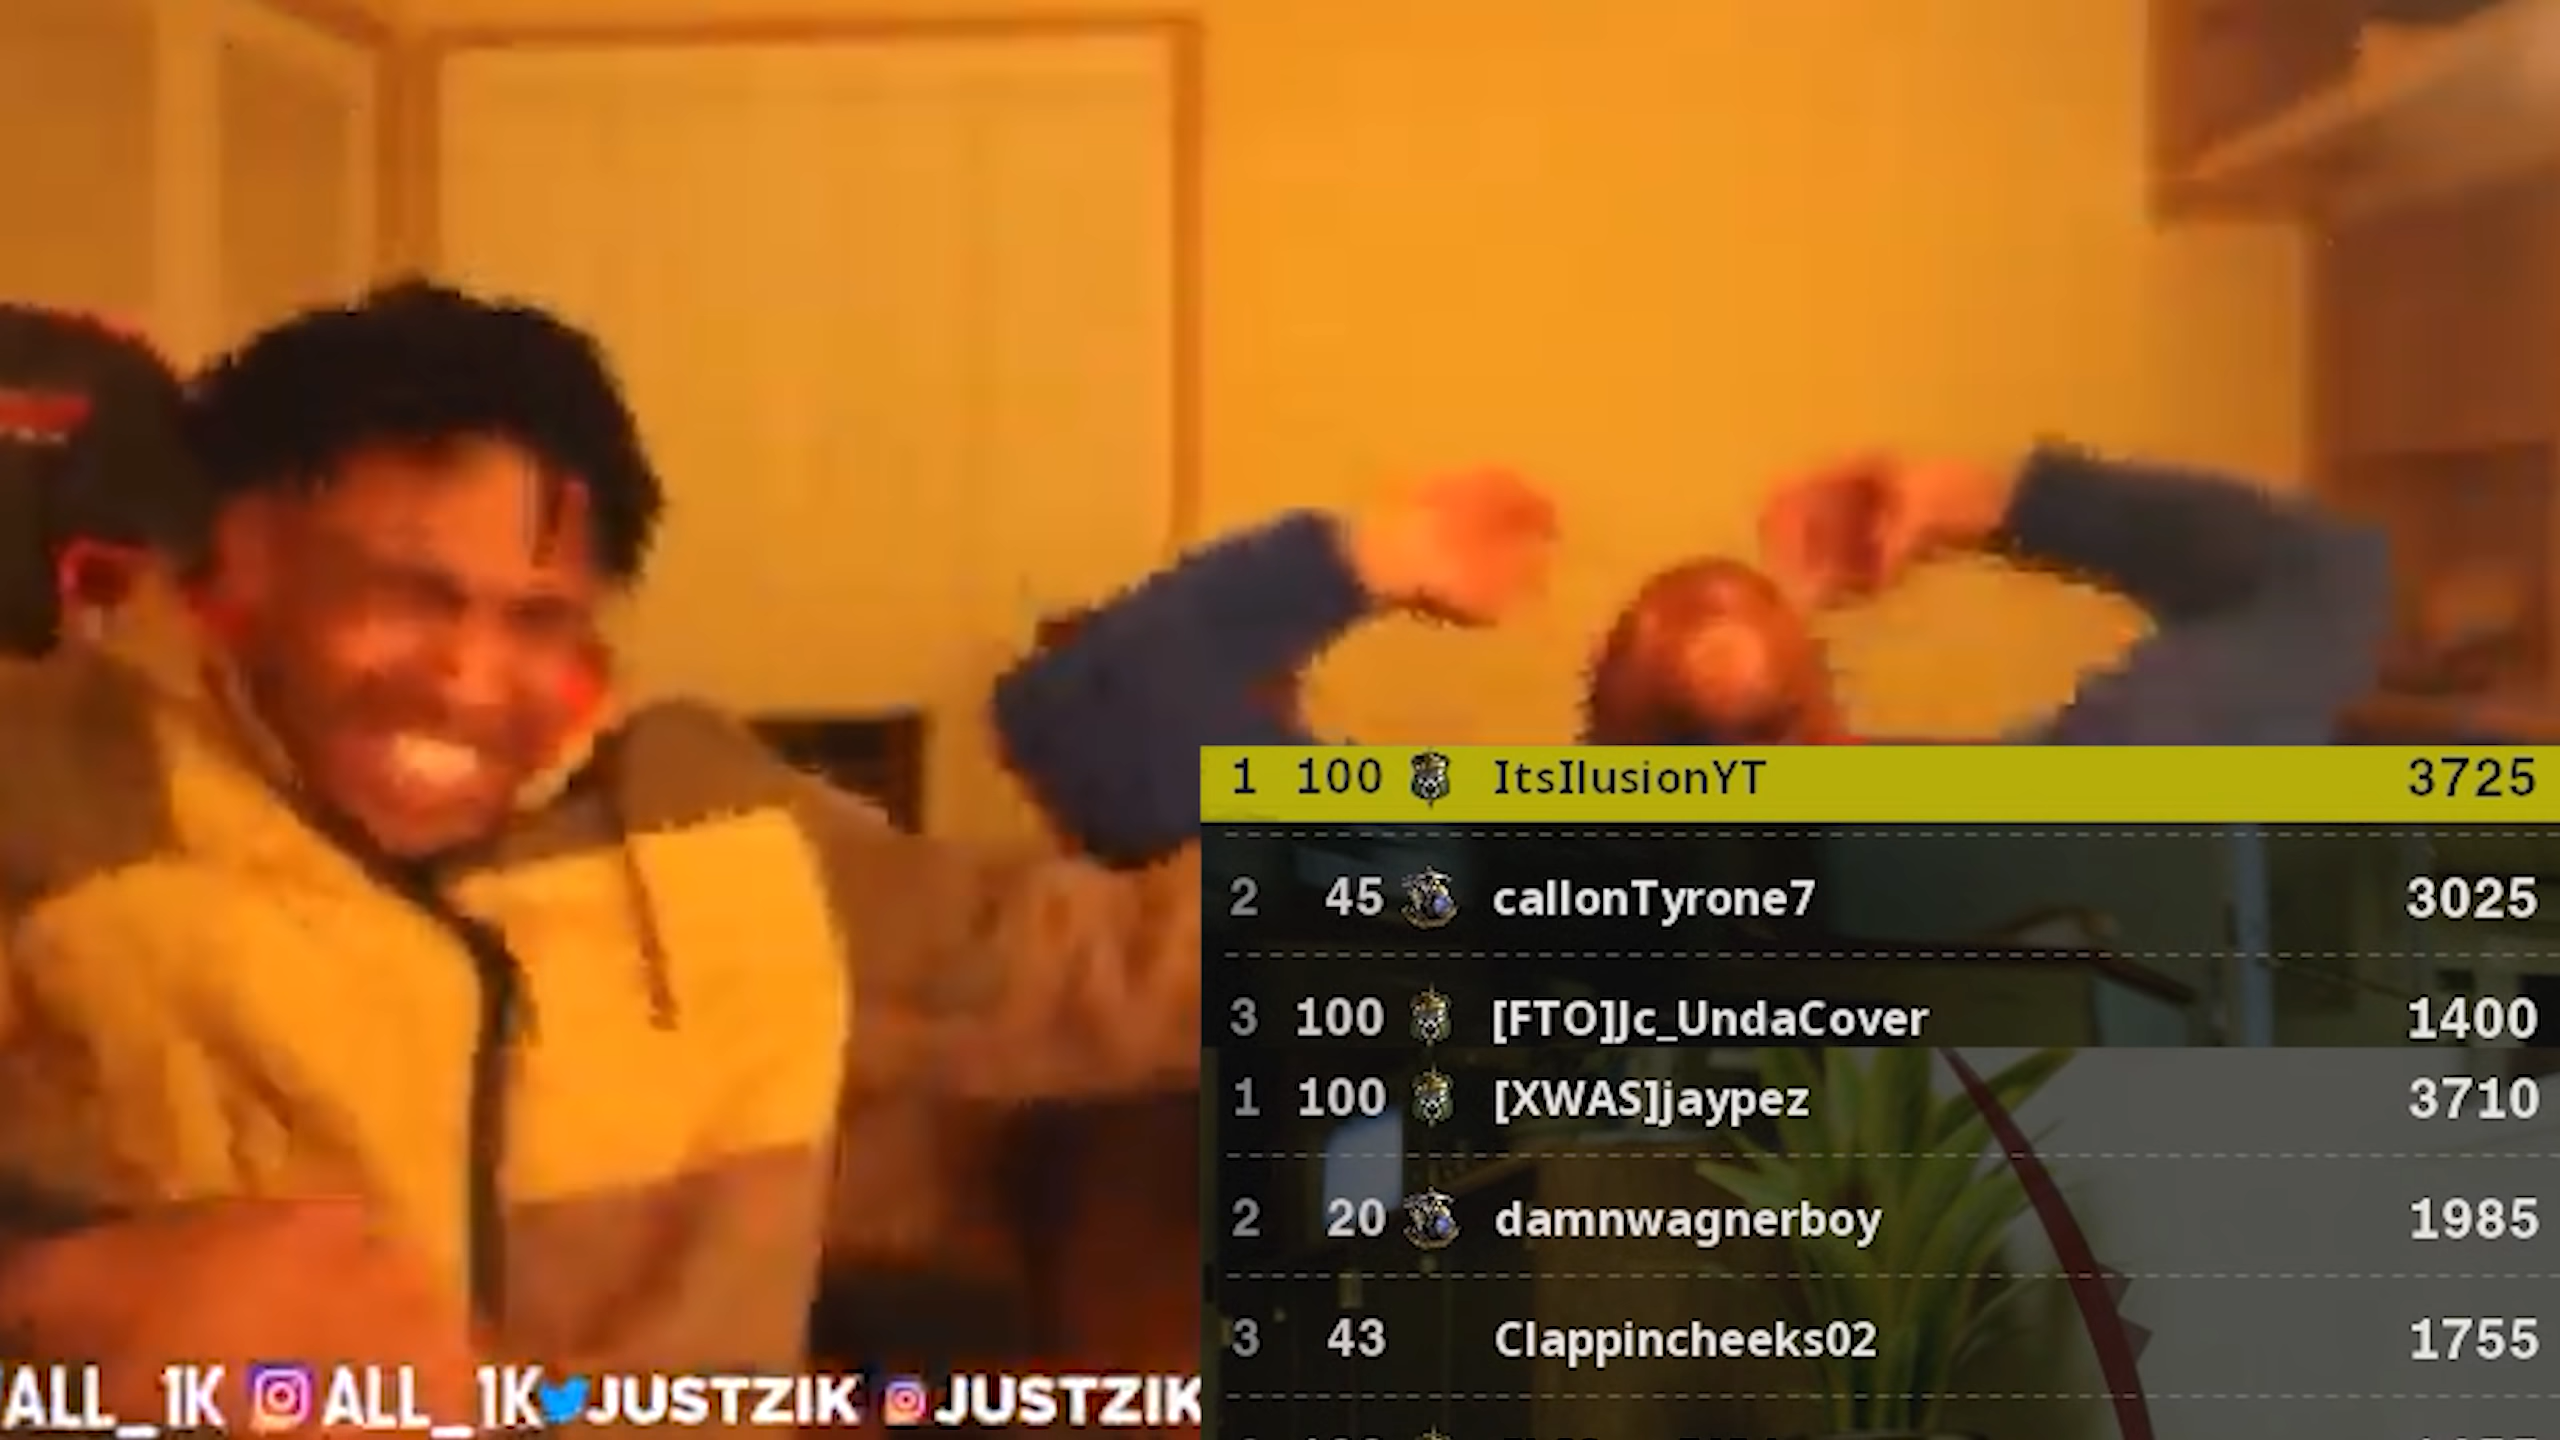 1 100 ItsIlusionYT 3725
2 45 callonTyrone7 3025
3 100 [FTO]Jc_UndaCover 1400
1 100 [XWAS]jaypez 3710
2 20 damnwagnerboy 1985
3 43 Clappincheeks02 1755
ALL_1K ALL_1K JUSTZIK JUSTZIK